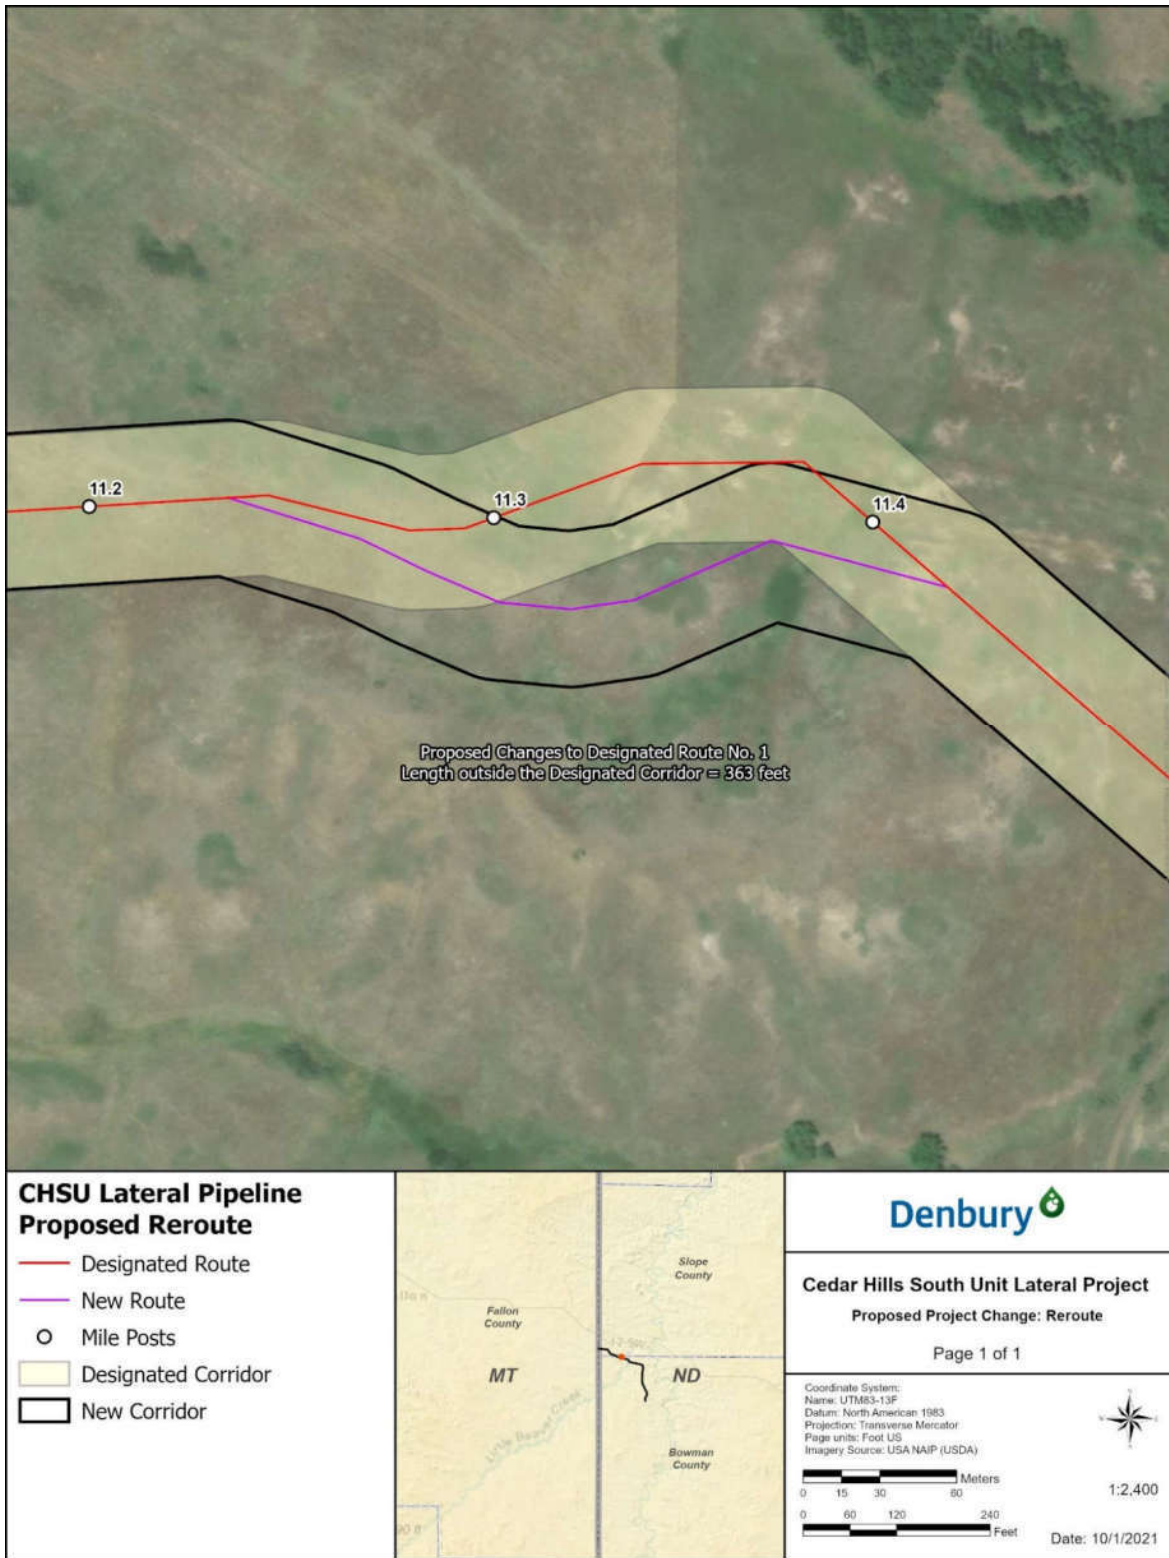 11.2
11.3
11.4
Proposed Changes to Designated Route No. 1
Length outside the Designated Corridor = 363 feet
CHSU Lateral Pipeline
Proposed Reroute
Designated Route
New Route
Mile Posts
Designated Corridor
New Corridor
Slope
County
Fallon
County
MT
ND
Little Beaver Creek
Bowman
County
Denbury
Cedar Hills South Unit Lateral Project
Proposed Project Change: Reroute
Page 1 of 1
Coordinate System:
Name: UTM83-13F
Datum: North American 1983
Projection: Transverse Mercator
Page units: Foot US
Imagery Source: USA NAIP (USDA)
Meters
0 15 30 60
1:2,400
0 60 120 240
Feet
Date: 10/1/2021